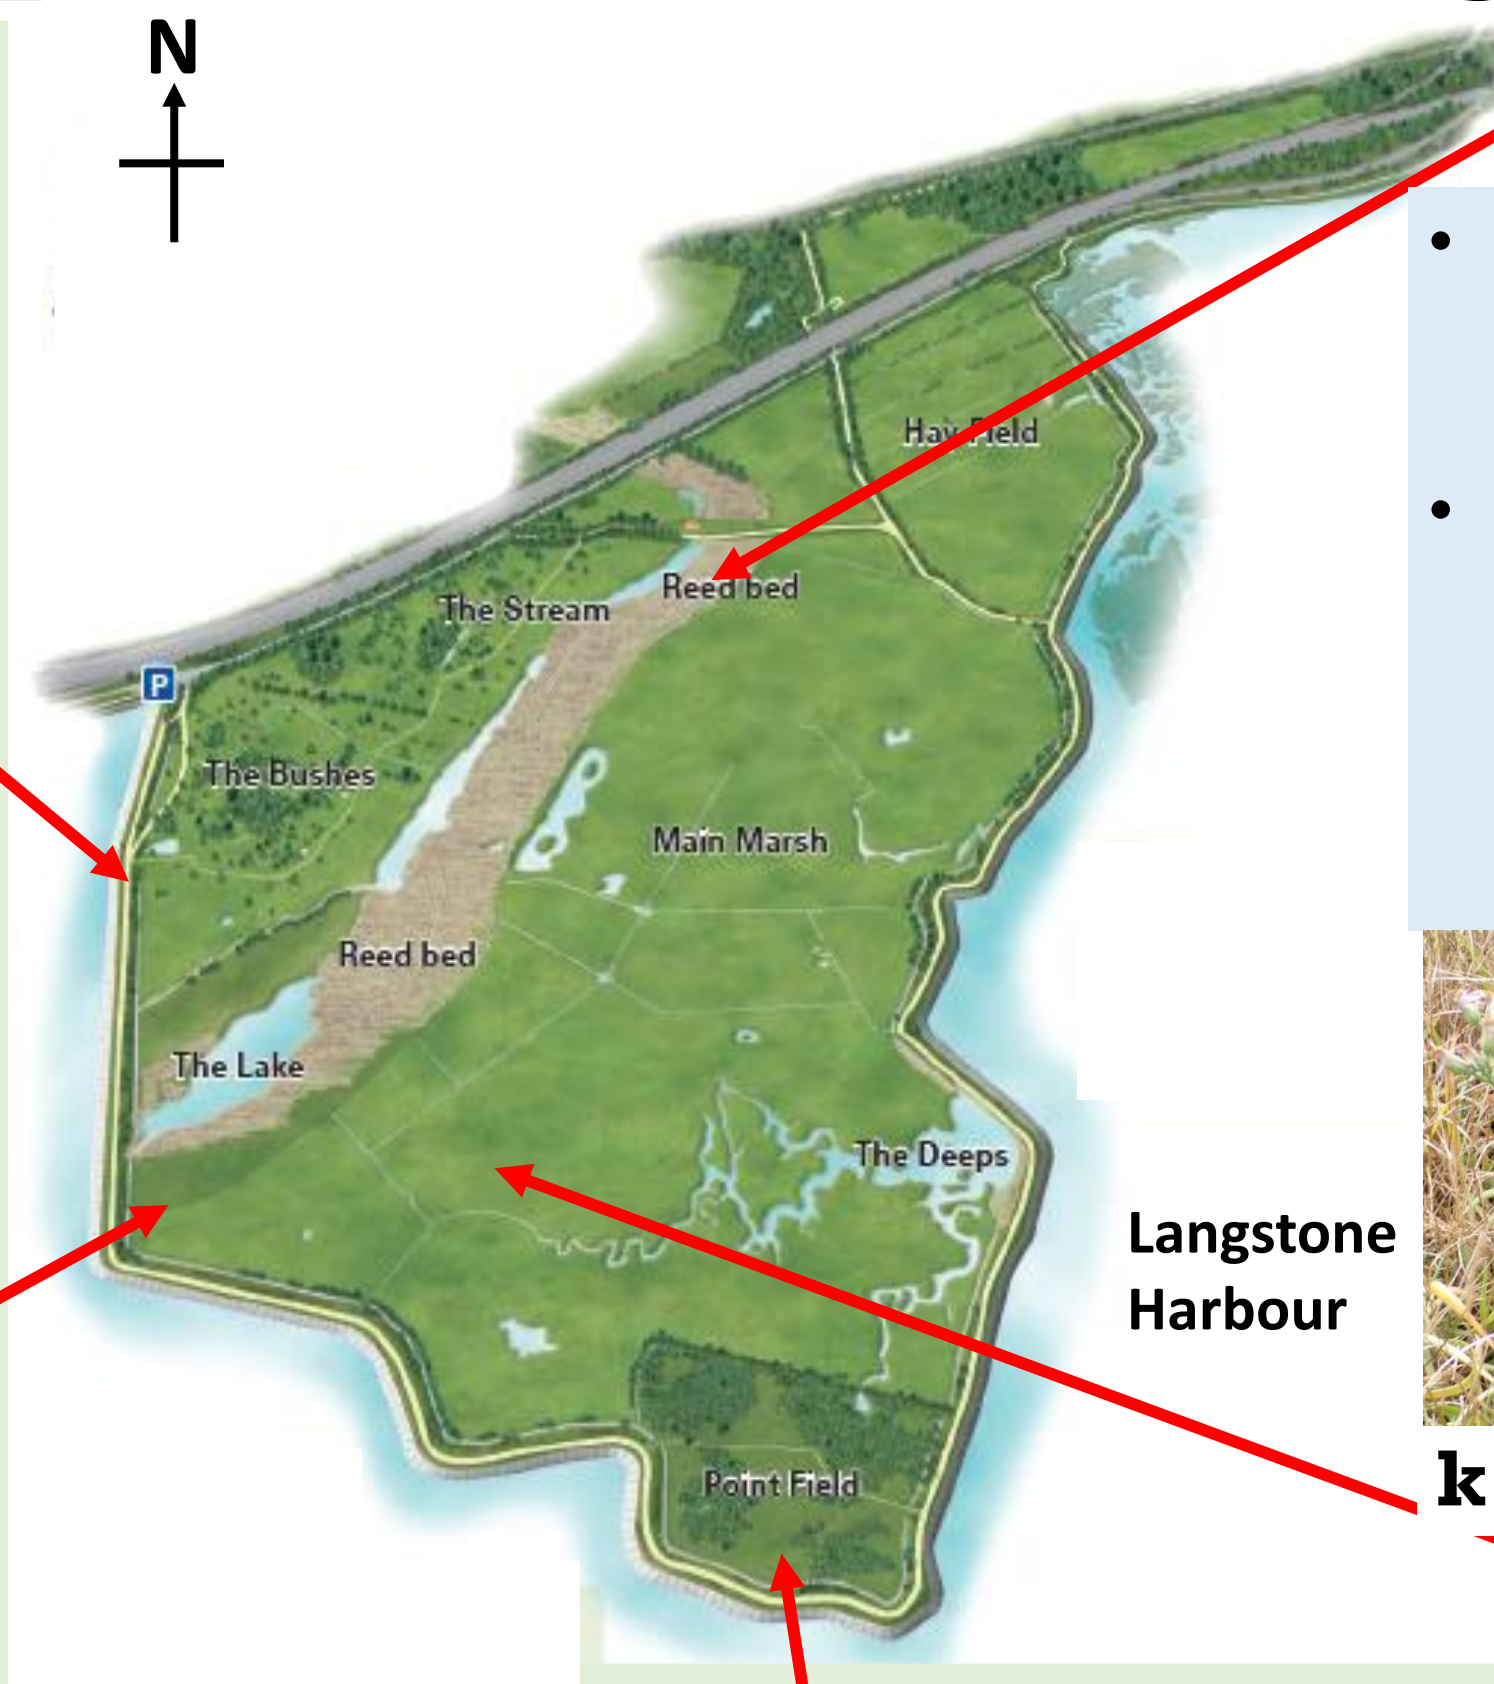 N
•
•
Hay Field
Reed bed
The Stream
P
The Bushes
Main Marsh
Reed bed
The Lake
The Deeps
Langstone
Harbour
k
Point Field